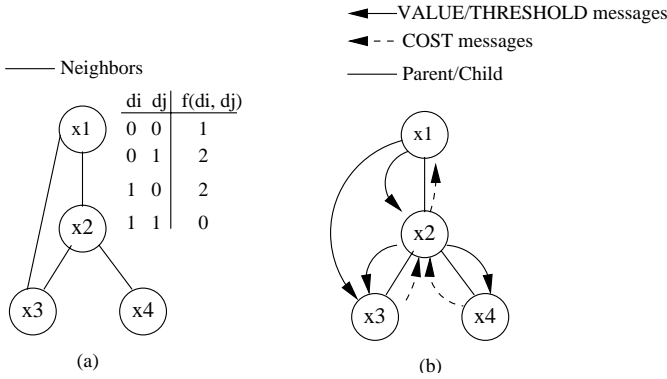 VALUE/THRESHOLD messages
COST messages
Parent/Child
Neighbors
di dj f(di, dj)
0 0 1
0 1 2
1 0 2
1 1 0
x1
x2
x3
x4
(a)
x1
x2
x3
x4
(b)